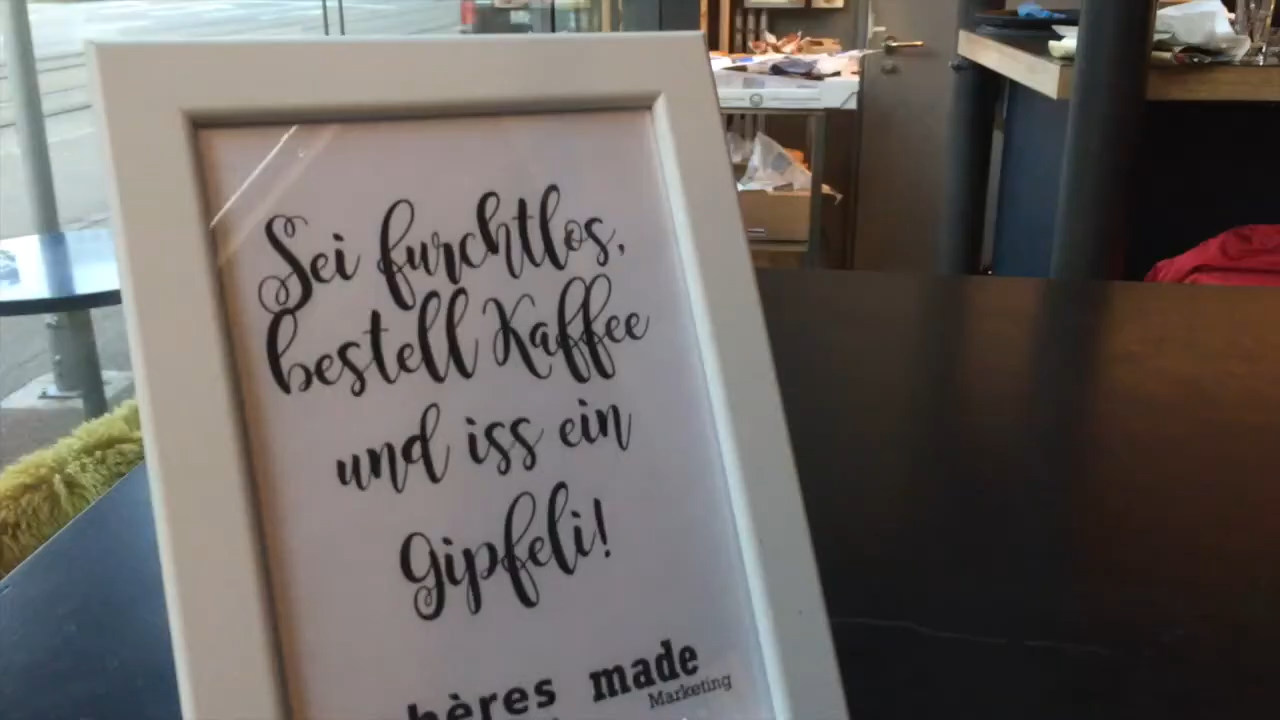 Sei furchtlos,
bestell Kaffee
und iss ein
Gipfeli!
made
Marketing